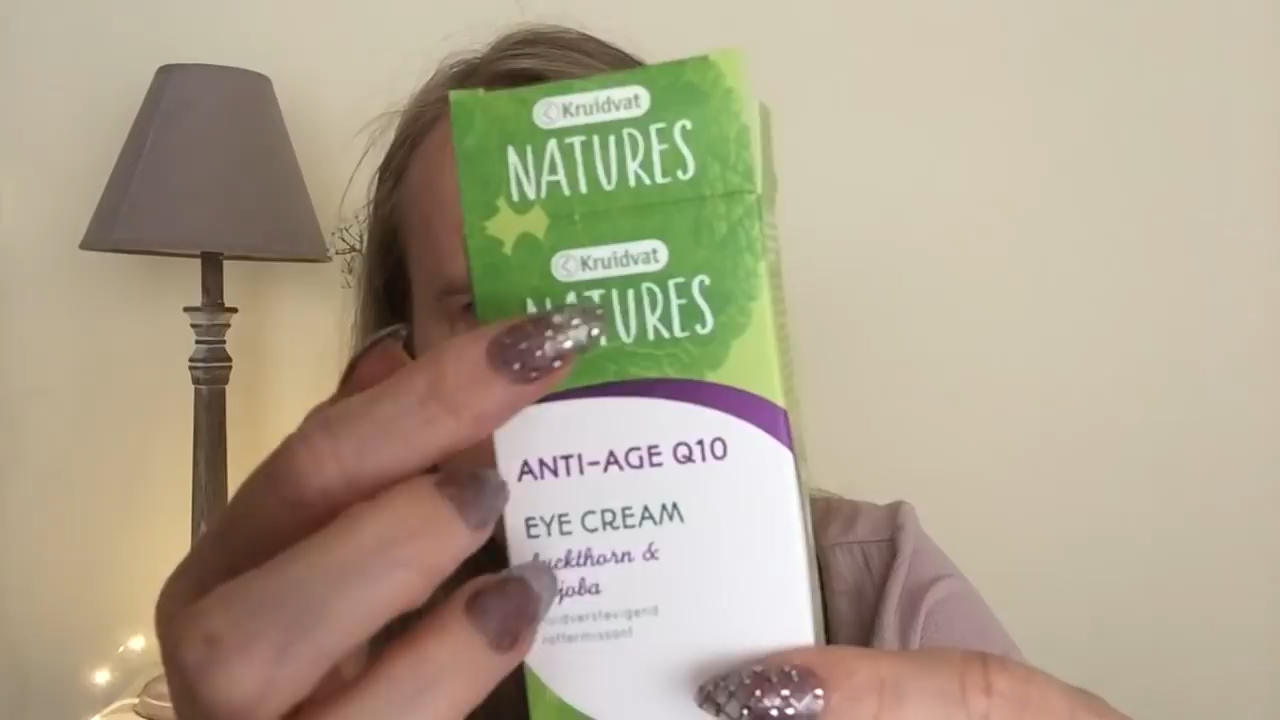 Kruidvat
NATURES
Kruidvat
NATURES
ANTI-AGE Q10
EYE CREAM
&